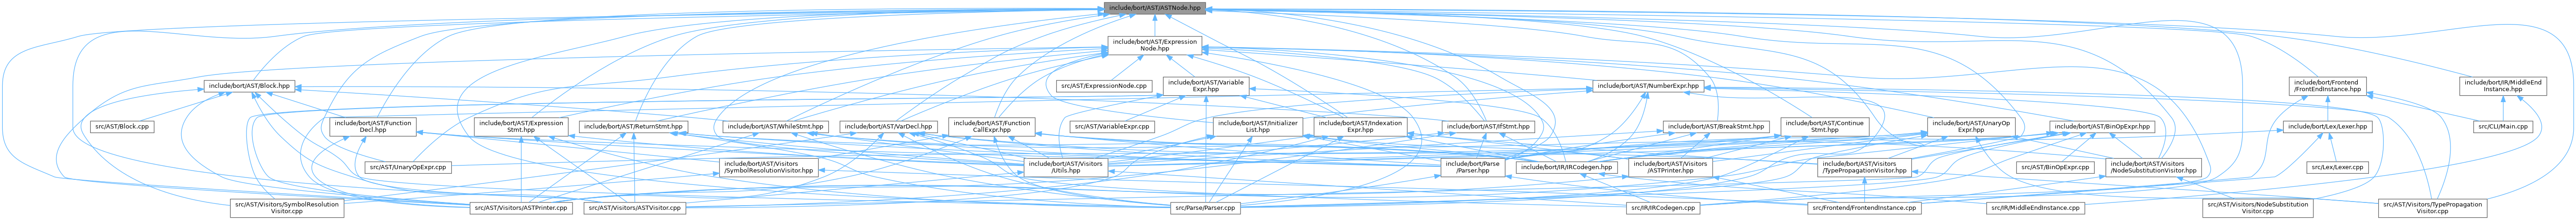 include/bort/AST/ASTNode.hpp
include/bort/AST/Expression
Node.hpp
include/bort/AST/Block.hpp
src/AST/ExpressionNode.cpp
include/bort/AST/Variable
Expr.hpp
include/bort/AST/NumberExpr.hpp
include/bort/Frontend
/FrontEndInstance.hpp
include/bort/IR/MiddleEnd
Instance.hpp
src/AST/Block.cpp
include/bort/AST/Function
Decl.hpp
include/bort/AST/Expression
Stmt.hpp
include/bort/AST/ReturnStmt.hpp
include/bort/AST/WhileStmt.hpp
include/bort/AST/VarDecl.hpp
include/bort/AST/Function
CallExpr.hpp
src/AST/VariableExpr.cpp
include/bort/AST/Initializer
List.hpp
include/bort/AST/Indexation
Expr.hpp
include/bort/AST/IfStmt.hpp
include/bort/AST/BreakStmt.hpp
include/bort/AST/Continue
Stmt.hpp
include/bort/AST/UnaryOp
Expr.hpp
include/bort/AST/BinOpExpr.hpp
include/bort/Lex/Lexer.hpp
src/CLI/Main.cpp
src/AST/UnaryOpExpr.cpp
include/bort/AST/Visitors
/SymbolResolutionVisitor.hpp
include/bort/AST/Visitors
/Utils.hpp
include/bort/Parse
/Parser.hpp
include/bort/IR/IRCodegen.hpp
include/bort/AST/Visitors
/ASTPrinter.hpp
include/bort/AST/Visitors
/TypePropagationVisitor.hpp
src/AST/BinOpExpr.cpp
include/bort/AST/Visitors
/NodeSubstitutionVisitor.hpp
src/Lex/Lexer.cpp
src/AST/Visitors/SymbolResolution
Visitor.cpp
src/AST/Visitors/ASTPrinter.cpp
src/AST/Visitors/ASTVisitor.cpp
src/Parse/Parser.cpp
src/IR/IRCodegen.cpp
src/Frontend/FrontendInstance.cpp
src/IR/MiddleEndInstance.cpp
src/AST/Visitors/NodeSubstitution
Visitor.cpp
src/AST/Visitors/TypePropagation
Visitor.cpp